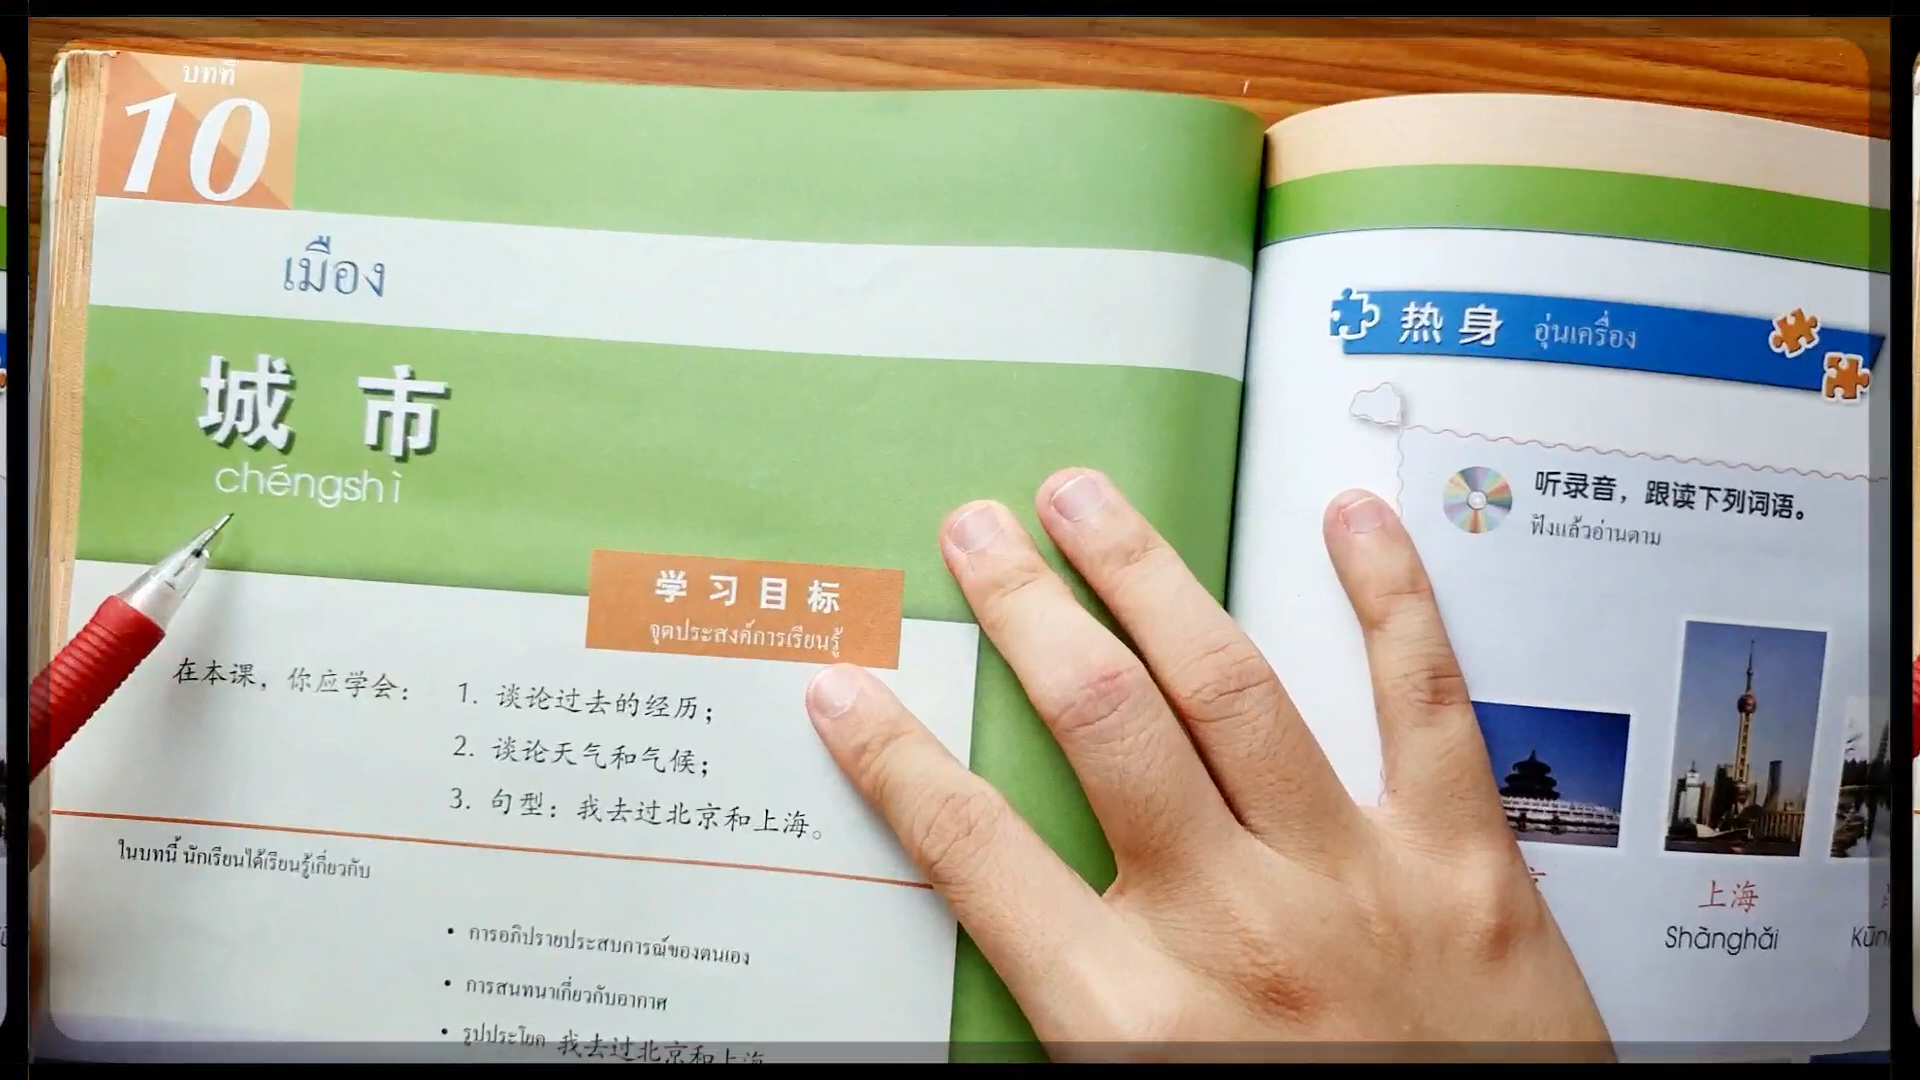 บทที่
10
เมือง
城市
chéngshì
学习目标
จุดประสงค์การเรียนรู้
在本课，你应学会：
1. 谈论过去的经历；
2. 谈论天气和气候；
3. 句型：我去过北京和上海。
ในบทนี้ นักเรียนได้เรียนรู้เกี่ยวกับ
• การอภิปรายประสบการณ์ของตนเอง
• การสนทนาเกี่ยวกับอากาศ
• รูปประโยค 我去过北京和上海
热身 อุ่นเครื่อง
听录音，跟读下列词语。
ฟังแล้วอ่านตาม
上海
Shànghǎi